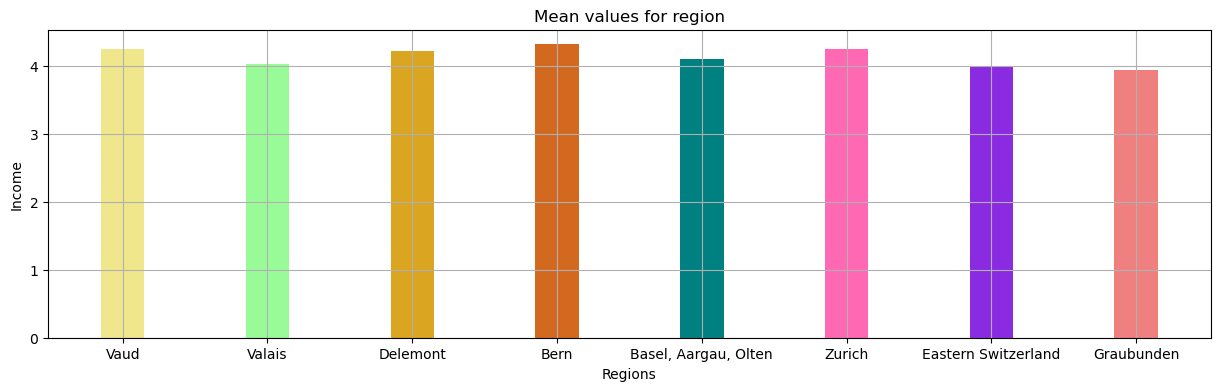 Mean values for region
Income
4
3
2
1
0
Vaud Valais Delemont Bern Basel, Aargau, Olten Zurich Eastern Switzerland Graubunden
Regions